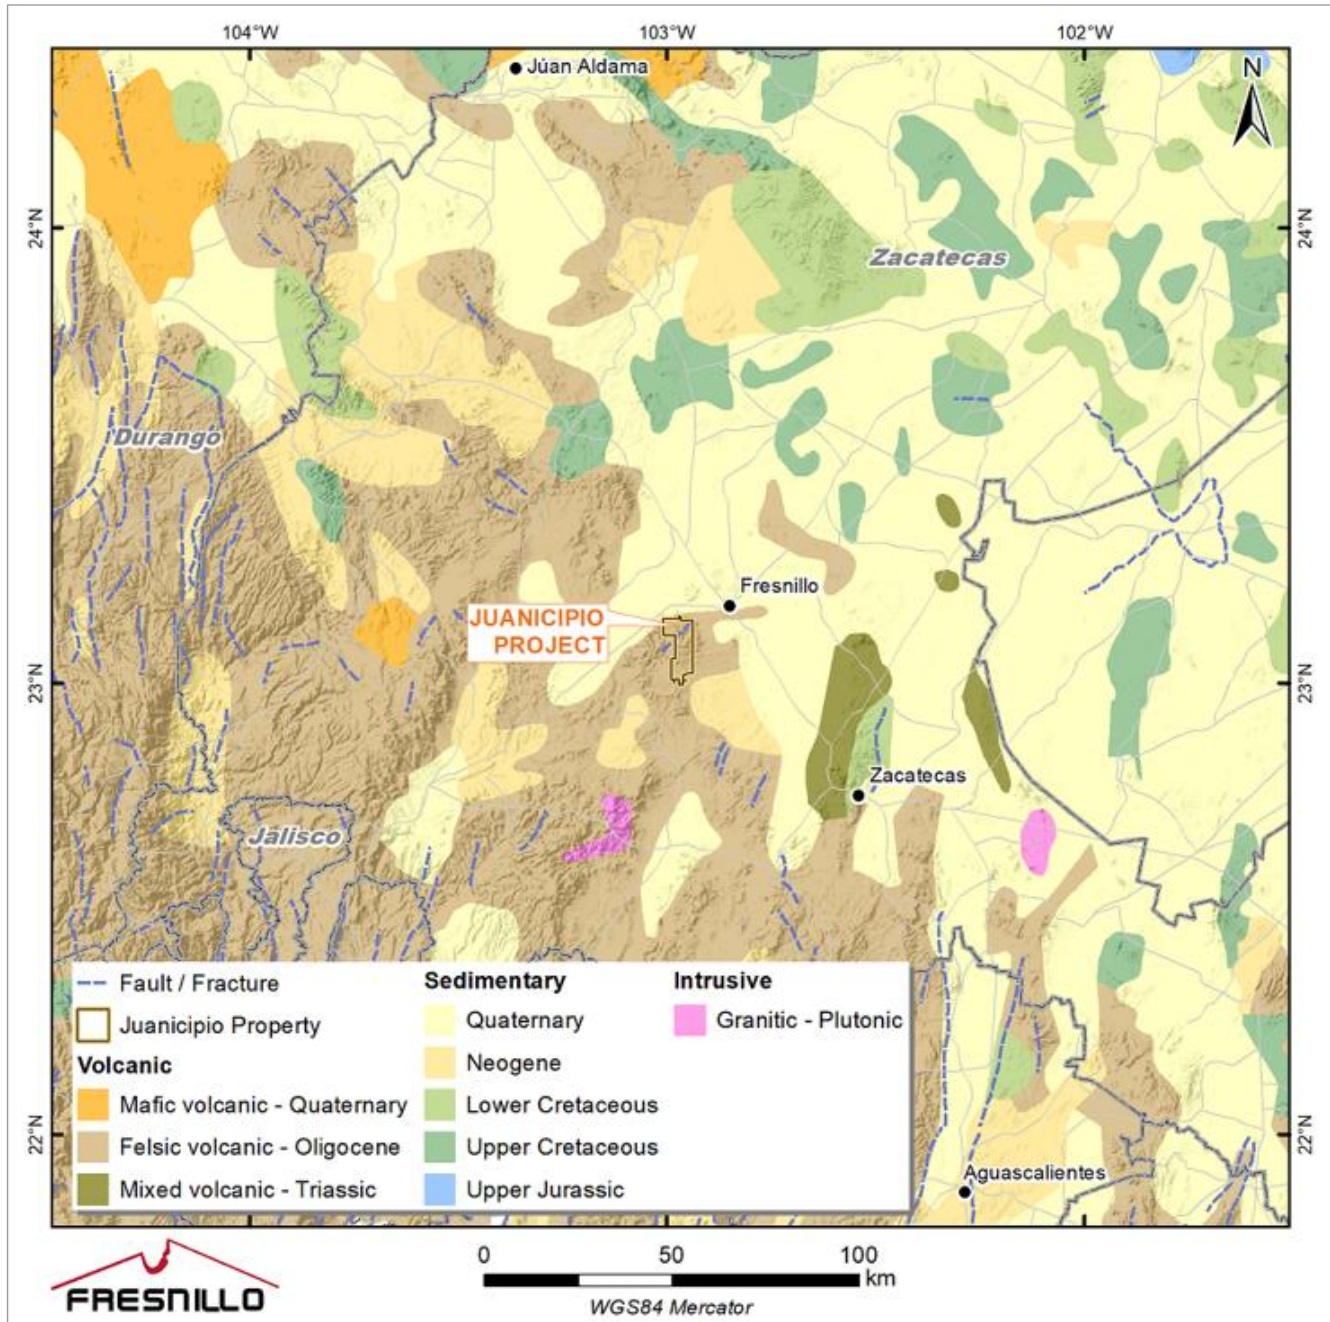 104°W
103°W
102°W
Júan Aldama
N
24°N
24°N
Zacatecas
Durango
Fresnillo
JUANICIPIO
PROJECT
23°N
23°N
Zacatecas
Jalisco
Fault / Fracture
Juanicipio Property
Volcanic
Mafic volcanic - Quaternary
Felsic volcanic - Oligocene
Mixed volcanic - Triassic
Sedimentary
Quaternary
Neogene
Lower Cretaceous
Upper Cretaceous
Upper Jurassic
Intrusive
Granitic - Plutonic
22°N
22°N
Aguascalientes
FRESNILLO
0 50 100
km
WGS84 Mercator